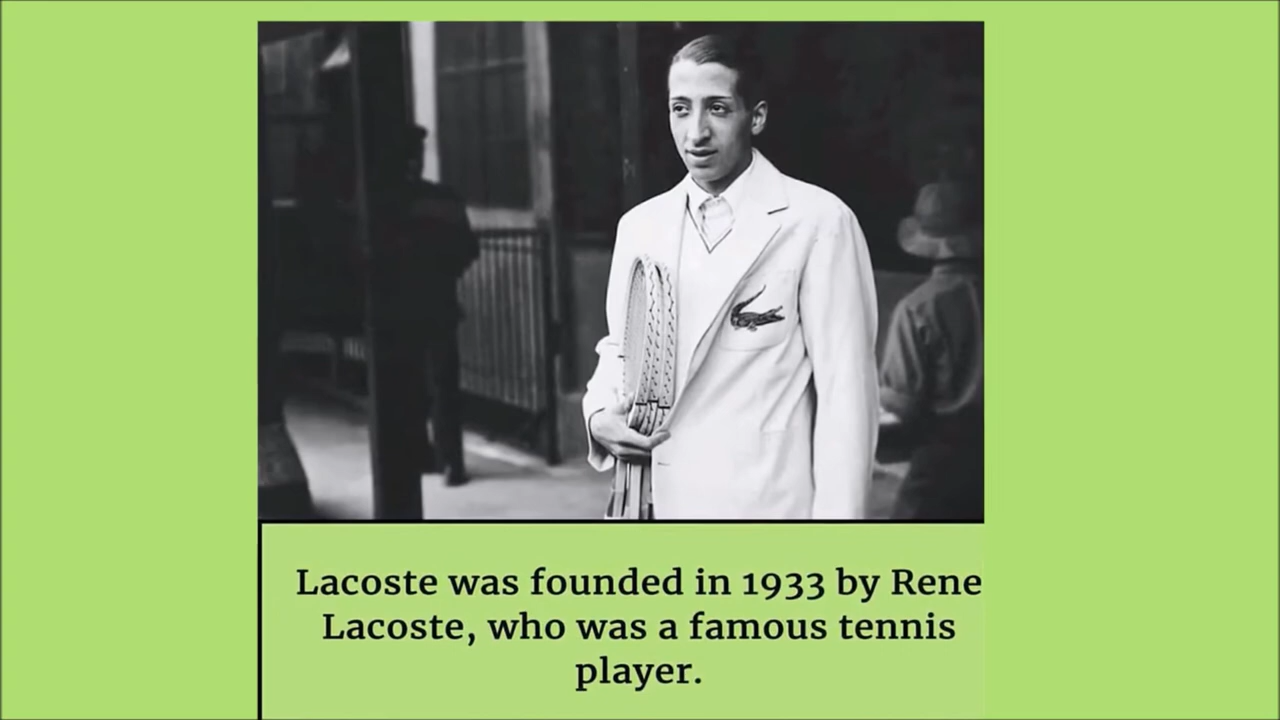 Lacoste was founded in 1933 by Rene
Lacoste, who was a famous tennis
player.